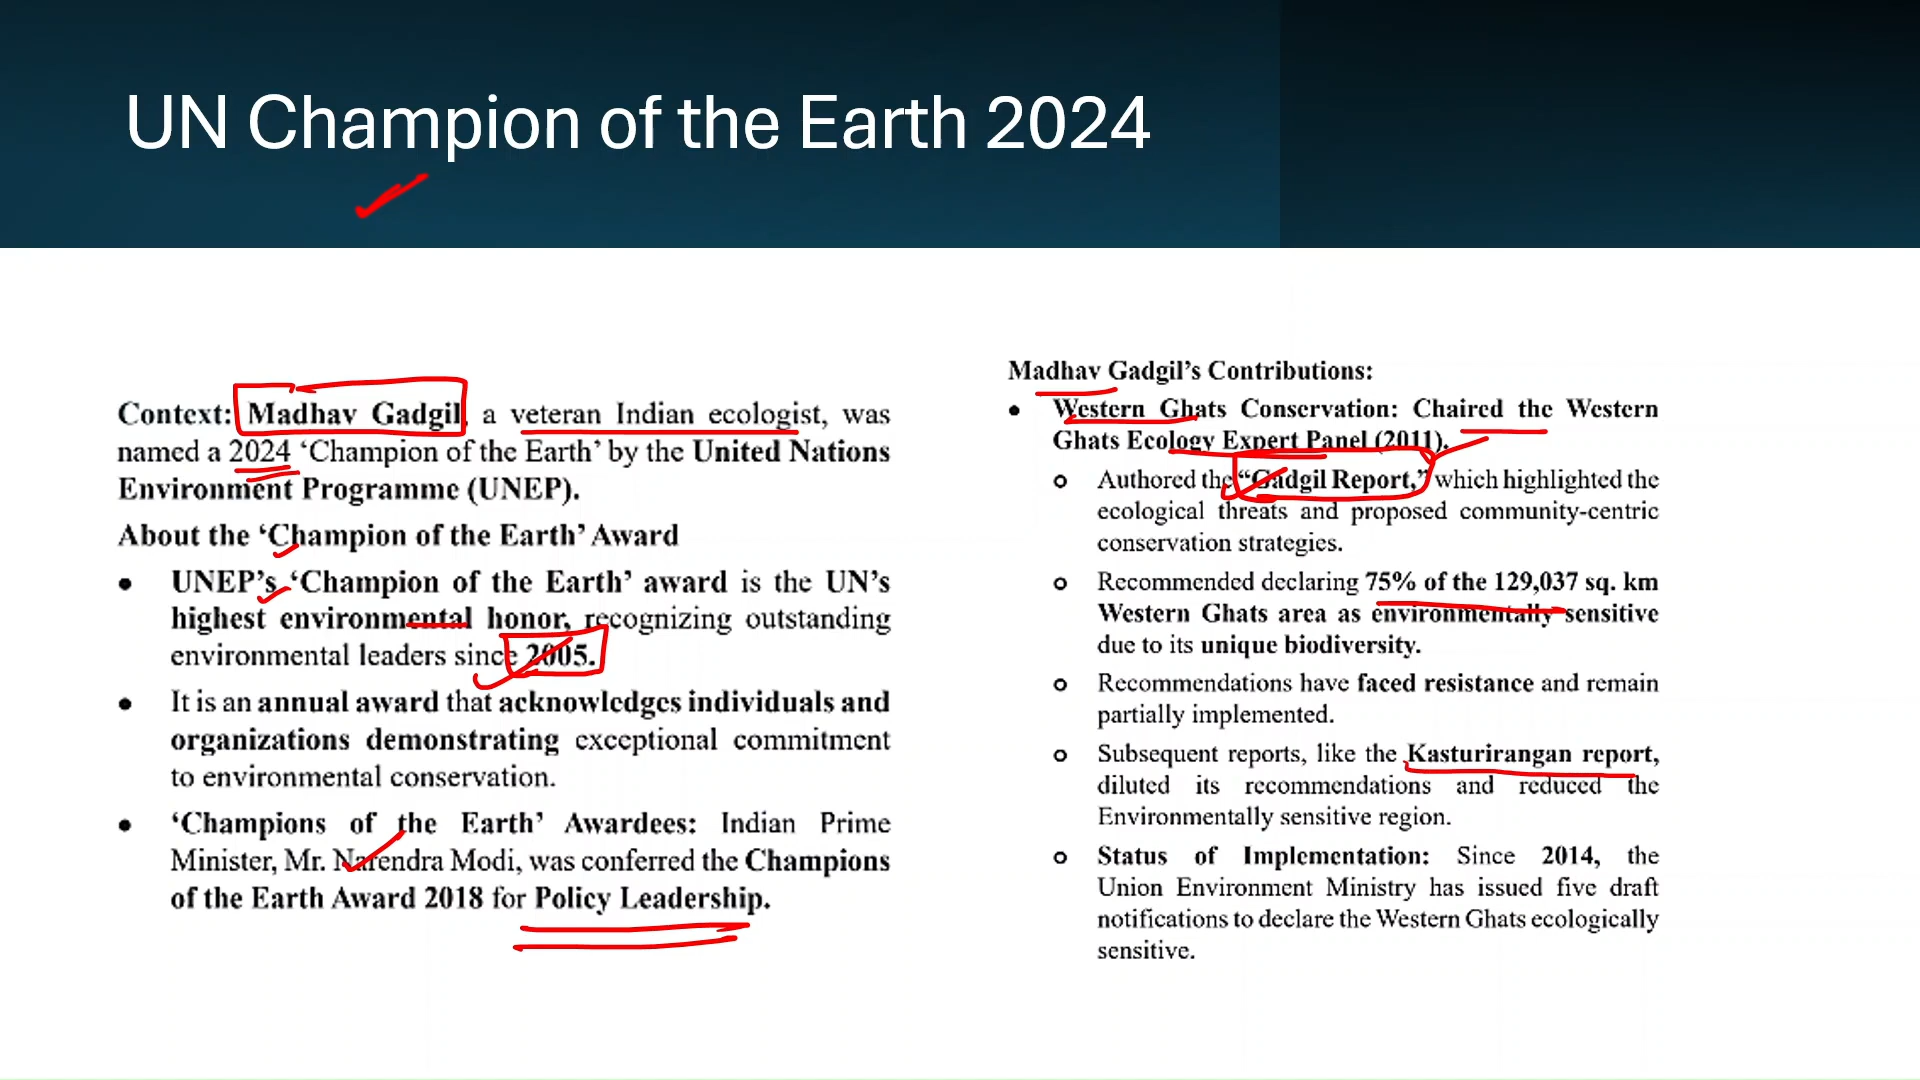 UN Champion of the Earth 2024
Context: Madhav Gadgil, a veteran Indian ecologist, was
named a 2024 ‘Champion of the Earth’ by the United Nations
Environment Programme (UNEP).
About the ‘Champion of the Earth’ Award
• UNEP’s ‘Champion of the Earth’ award is the UN’s
highest environmental honor, recognizing outstanding
environmental leaders since 2005.
• It is an annual award that acknowledges individuals and
organizations demonstrating exceptional commitment
to environmental conservation.
• ‘Champions of the Earth’ Awardees: Indian Prime
Minister, Mr. Narendra Modi, was conferred the Champions
of the Earth Award 2018 for Policy Leadership.
Madhav Gadgil’s Contributions:
• Western Ghats Conservation: Chaired the Western
Ghats Ecology Expert Panel (2011).
o Authored the “Gadgil Report,” which highlighted the
ecological threats and proposed community-centric
conservation strategies.
o Recommended declaring 75% of the 129,037 sq. km
Western Ghats area as environmentally sensitive
due to its unique biodiversity.
o Recommendations have faced resistance and remain
partially implemented.
o Subsequent reports, like the Kasturirangan report,
diluted its recommendations and reduced the
Environmentally sensitive region.
o Status of Implementation: Since 2014, the
Union Environment Ministry has issued five draft
notifications to declare the Western Ghats ecologically
sensitive.